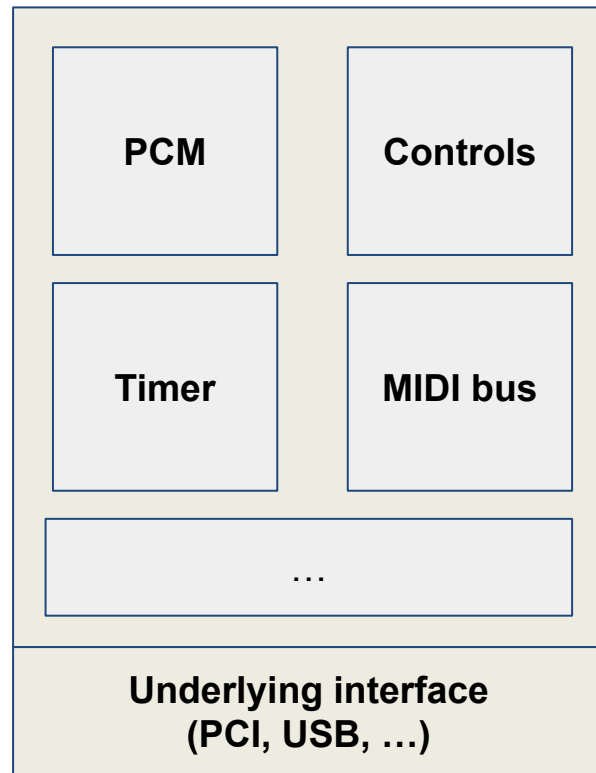 PCM
Controls
Timer
MIDI bus
…
Underlying interface
(PCI, USB, …)